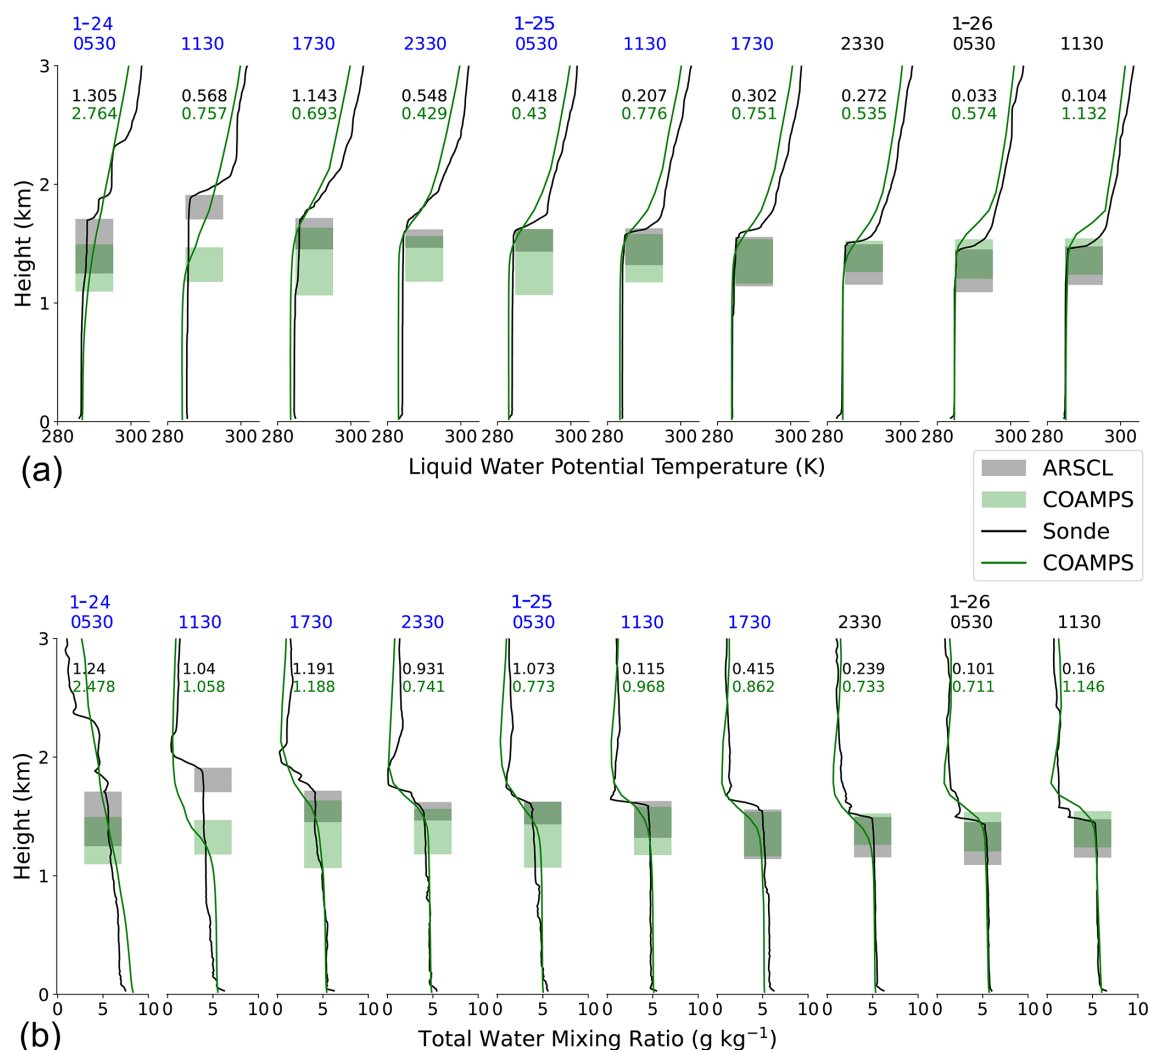 1-24 1-25 1-26
0530 1130 1730 2330 0530 1130 1730 2330 0530 1130
3
1.305 0.568 1.143 0.548 0.418 0.207 0.302 0.272 0.033 0.104
2.764 0.757 0.693 0.429 0.43 0.776 0.751 0.535 0.574 1.132
2
Height (km)
1
0
280 300 280 300 280 300 280 300 280 300 280 300 280 300 280 300 280 300 280 300
(a) Liquid Water Potential Temperature (K)
ARSCL
COAMPS
Sonde
COAMPS
1-24 1-25 1-26
0530 1130 1730 2330 0530 1130 1730 2330 0530 1130
3
1.24 1.04 1.191 0.931 1.073 0.115 0.415 0.239 0.101 0.16
2.478 1.058 1.188 0.741 0.773 0.968 0.862 0.733 0.711 1.146
2
Height (km)
1
0
0 5 10 0 5 10 0 5 10 0 5 10 0 5 10 0 5 10 0 5 10 0 5 10 0 5 10 0 5 10
(b) Total Water Mixing Ratio (g kg⁻¹)